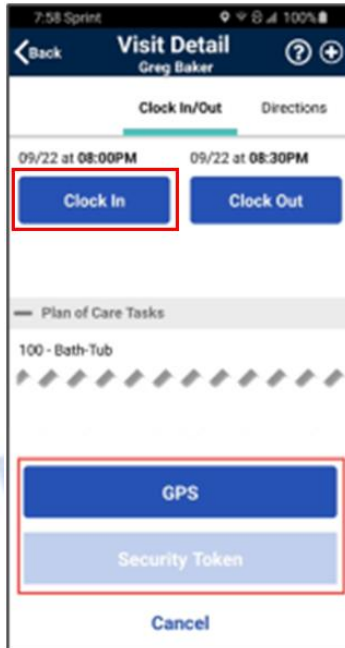 7:58 Sprint 100%
Back Visit Detail
Greg Baker
Clock In/Out Directions
09/22 at 08:00PM 09/22 at 08:30PM
Clock In Clock Out
Plan of Care Tasks
100 - Bath-Tub
GPS
Security Token
Cancel